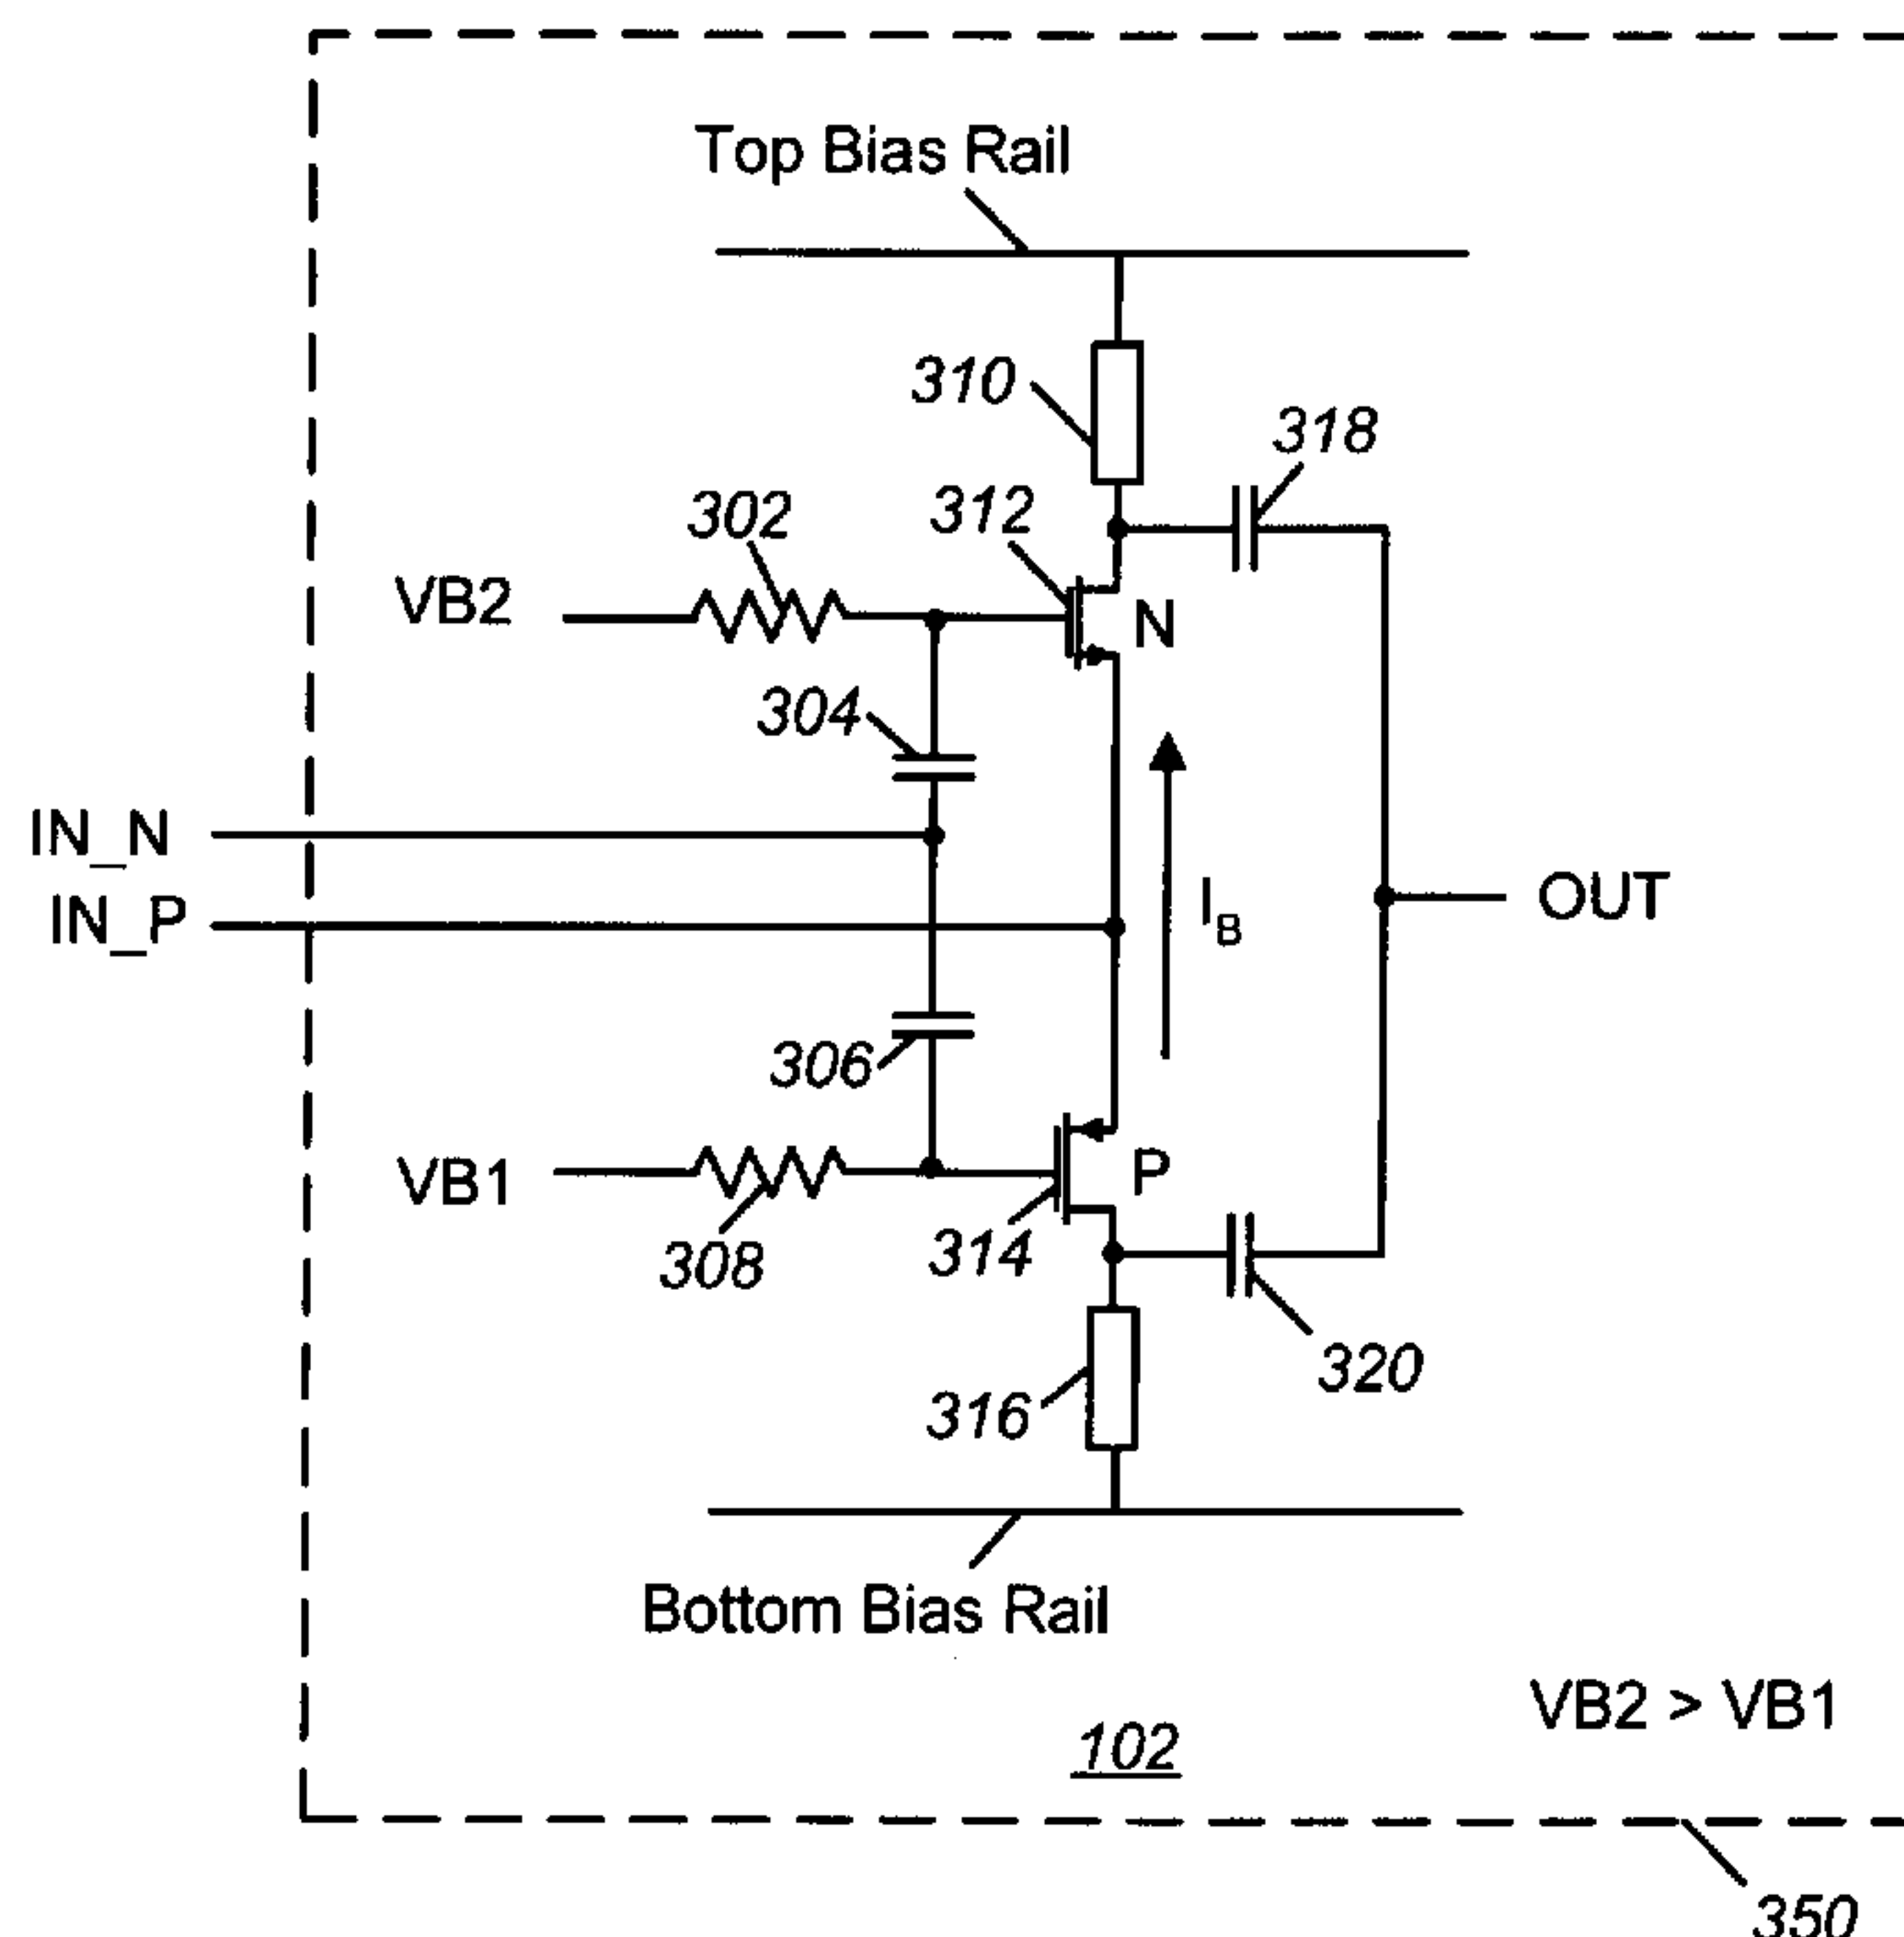 Top Bias Rail
310
318
302
312
VB2
N
304
IN_N
IN_P
I8
OUT
306
VB1
P
308
314
320
316
Bottom Bias Rail
VB2 > VB1
102
350